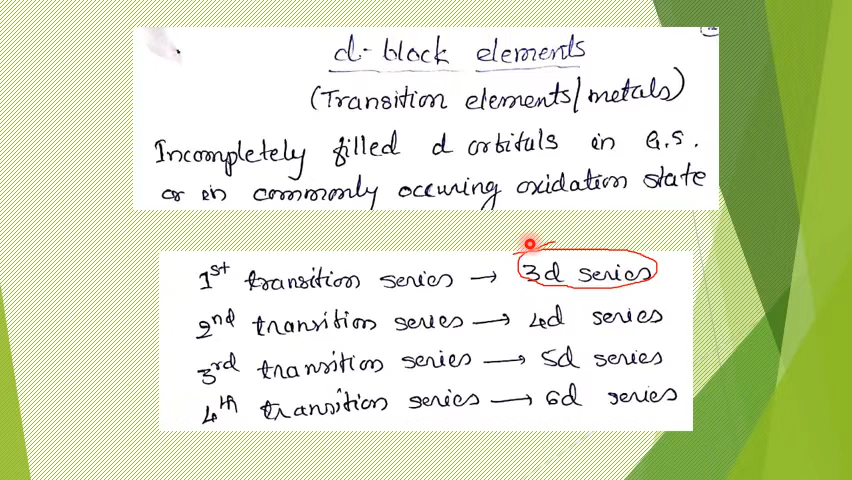 d-block elements
(Transition elements/metals)
Incompletely filled d orbitals in G.S.
or in commonly occuring oxidation state
1st transition series → 3d series
2nd transition series → 4d series
3rd transition series → 5d series
4th transition series → 6d series